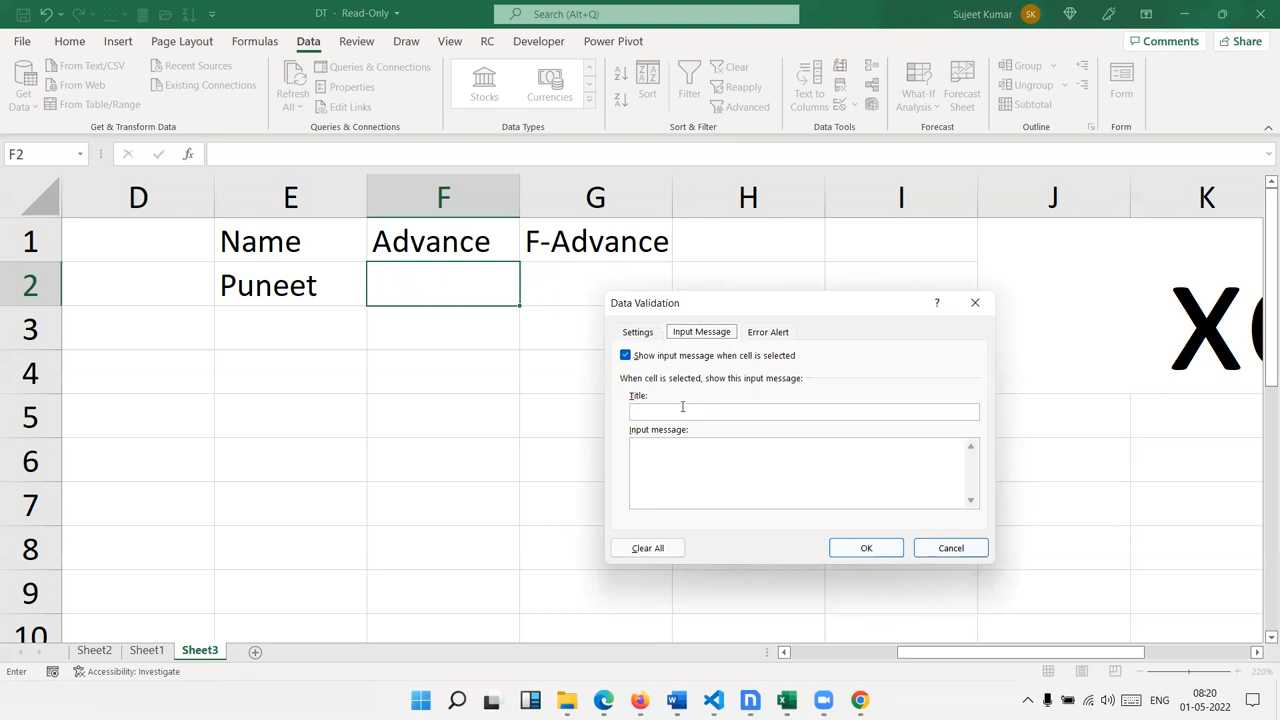 DT - Read-Only
Search (Alt+Q)
Sujeet Kumar
SK
File Home Insert Page Layout Formulas Data Review View Draw RC Developer Power Pivot
Comments
Share
Get Data
From Text/CSV
From Web
From Table/Range
Recent Sources
Existing Connections
Get & Transform Data
Refresh All
Queries & Connections
Properties
Edit Links
Queries & Connections
Stocks
Currencies
Data Types
Sort
Filter
Clear
Reapply
Advanced
Sort & Filter
Text to Columns
Data Tools
What-If Analysis
Forecast Sheet
Forecast
Group
Ungroup
Subtotal
Outline
Form
Form
F2
D E F G H I J K
1 Name Advance F-Advance
2 Puneet
3
4
5
6
7
8
9
10
Data Validation
?
Settings Input Message Error Alert
Show input message when cell is selected
When cell is selected, show this input message:
Title:
Input message:
Clear All OK Cancel
Sheet2 Sheet1 Sheet3
Enter
Accessibility: Investigate
220%
ENG
08:20
01-05-2022